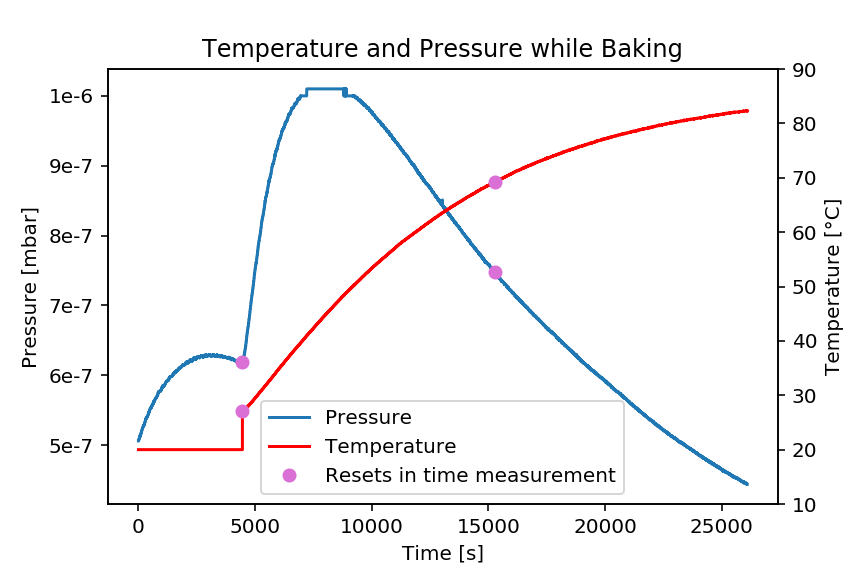 Temperature and Pressure while Baking
Pressure [mbar]
1e-6
9e-7
8e-7
7e-7
6e-7
5e-7
90
80
70
60
50
40
30
20
10
Temperature [°C]
Pressure
Temperature
Resets in time measurement
0 5000 10000 15000 20000 25000
Time [s]